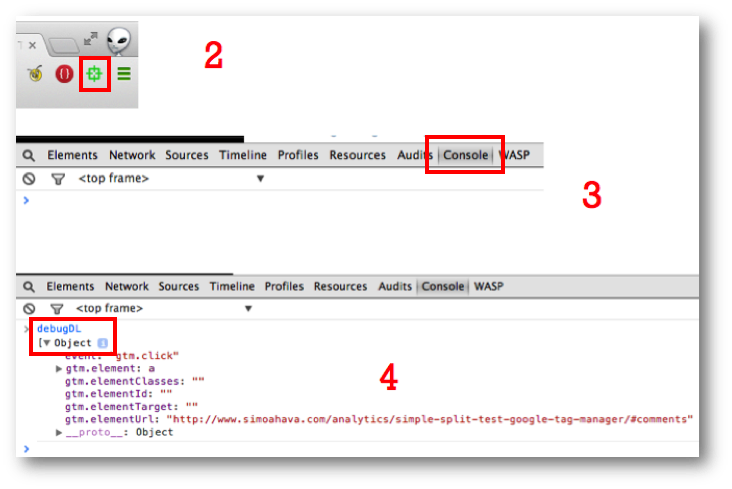 2
Elements Network Sources Timeline Profiles Resources Audits Console WASP
<top frame> ▼
>
3
Elements Network Sources Timeline Profiles Resources Audits Console WASP
<top frame> ▼
> debugDL
[▼ Object i
event: "gtm.click"
▶ gtm.element: a
gtm.elementClasses: ""
gtm.elementId: ""
gtm.elementTarget: ""
gtm.elementUrl: "http://www.simoahava.com/analytics/simple-split-test-google-tag-manager/#comments"
▶ __proto__: Object
4
>